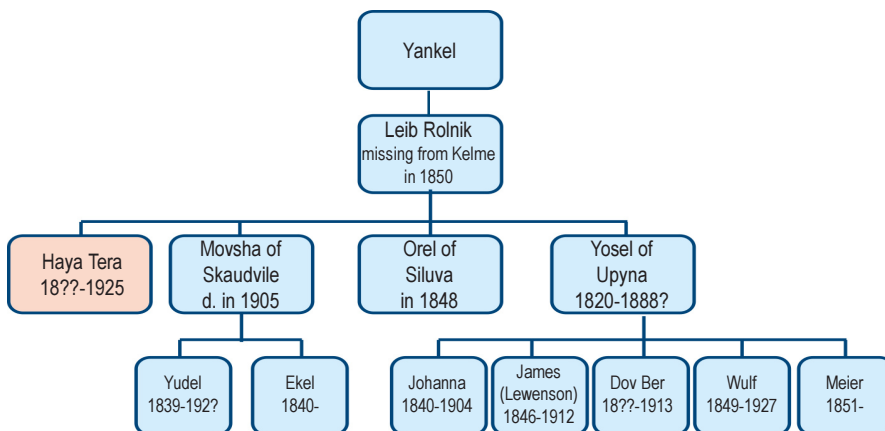 Yankel
Leib Rolnik
missing from Kelme
in 1850
Haya Tera
18??-1925
Movsha of
Skaudvile
d. in 1905
Orel of
Siluva
in 1848
Yosel of
Upyna
1820-1888?
Yudel
1839-192?
Ekel
1840-
Johanna
1840-1904
James
(Lewenson)
1846-1912
Dov Ber
18??-1913
Wulf
1849-1927
Meier
1851-